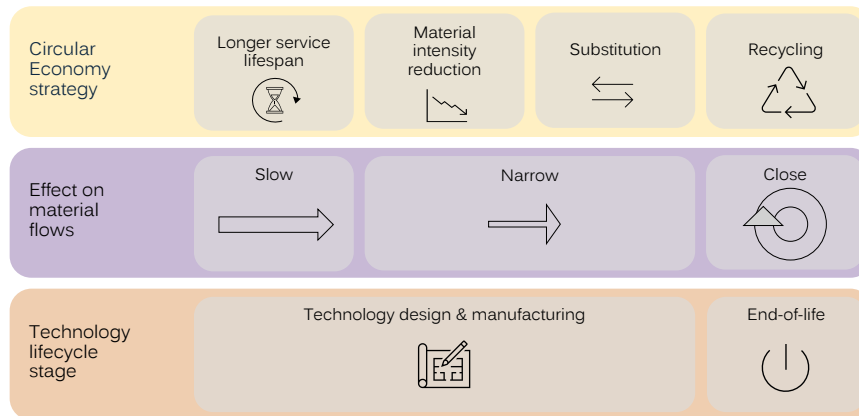 Circular
Economy
strategy
Longer service
lifespan
Material
intensity
reduction
Substitution
Recycling
Effect on
material
flows
Slow
Narrow
Close
Technology
lifecycle
stage
Technology design & manufacturing
End-of-life